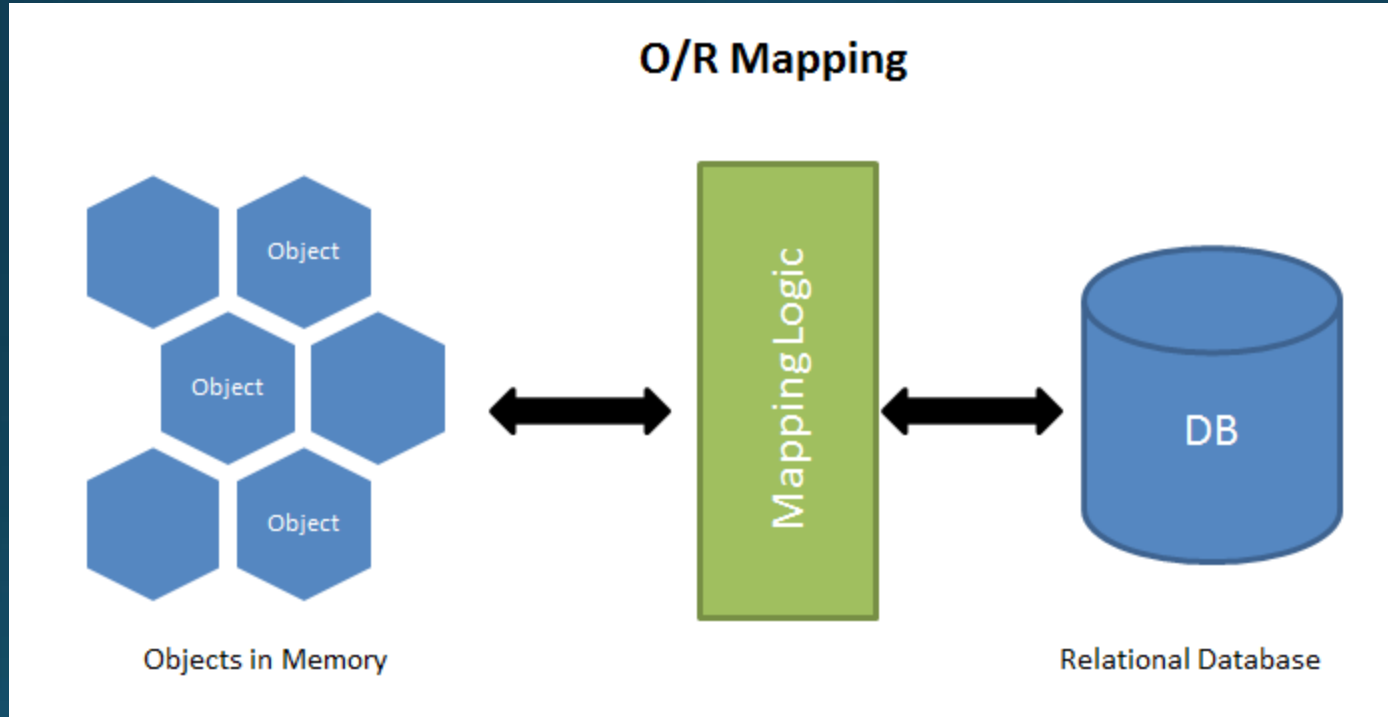 O/R Mapping
Object
Object
Object
Mapping Logic
DB
Objects in Memory
Relational Database